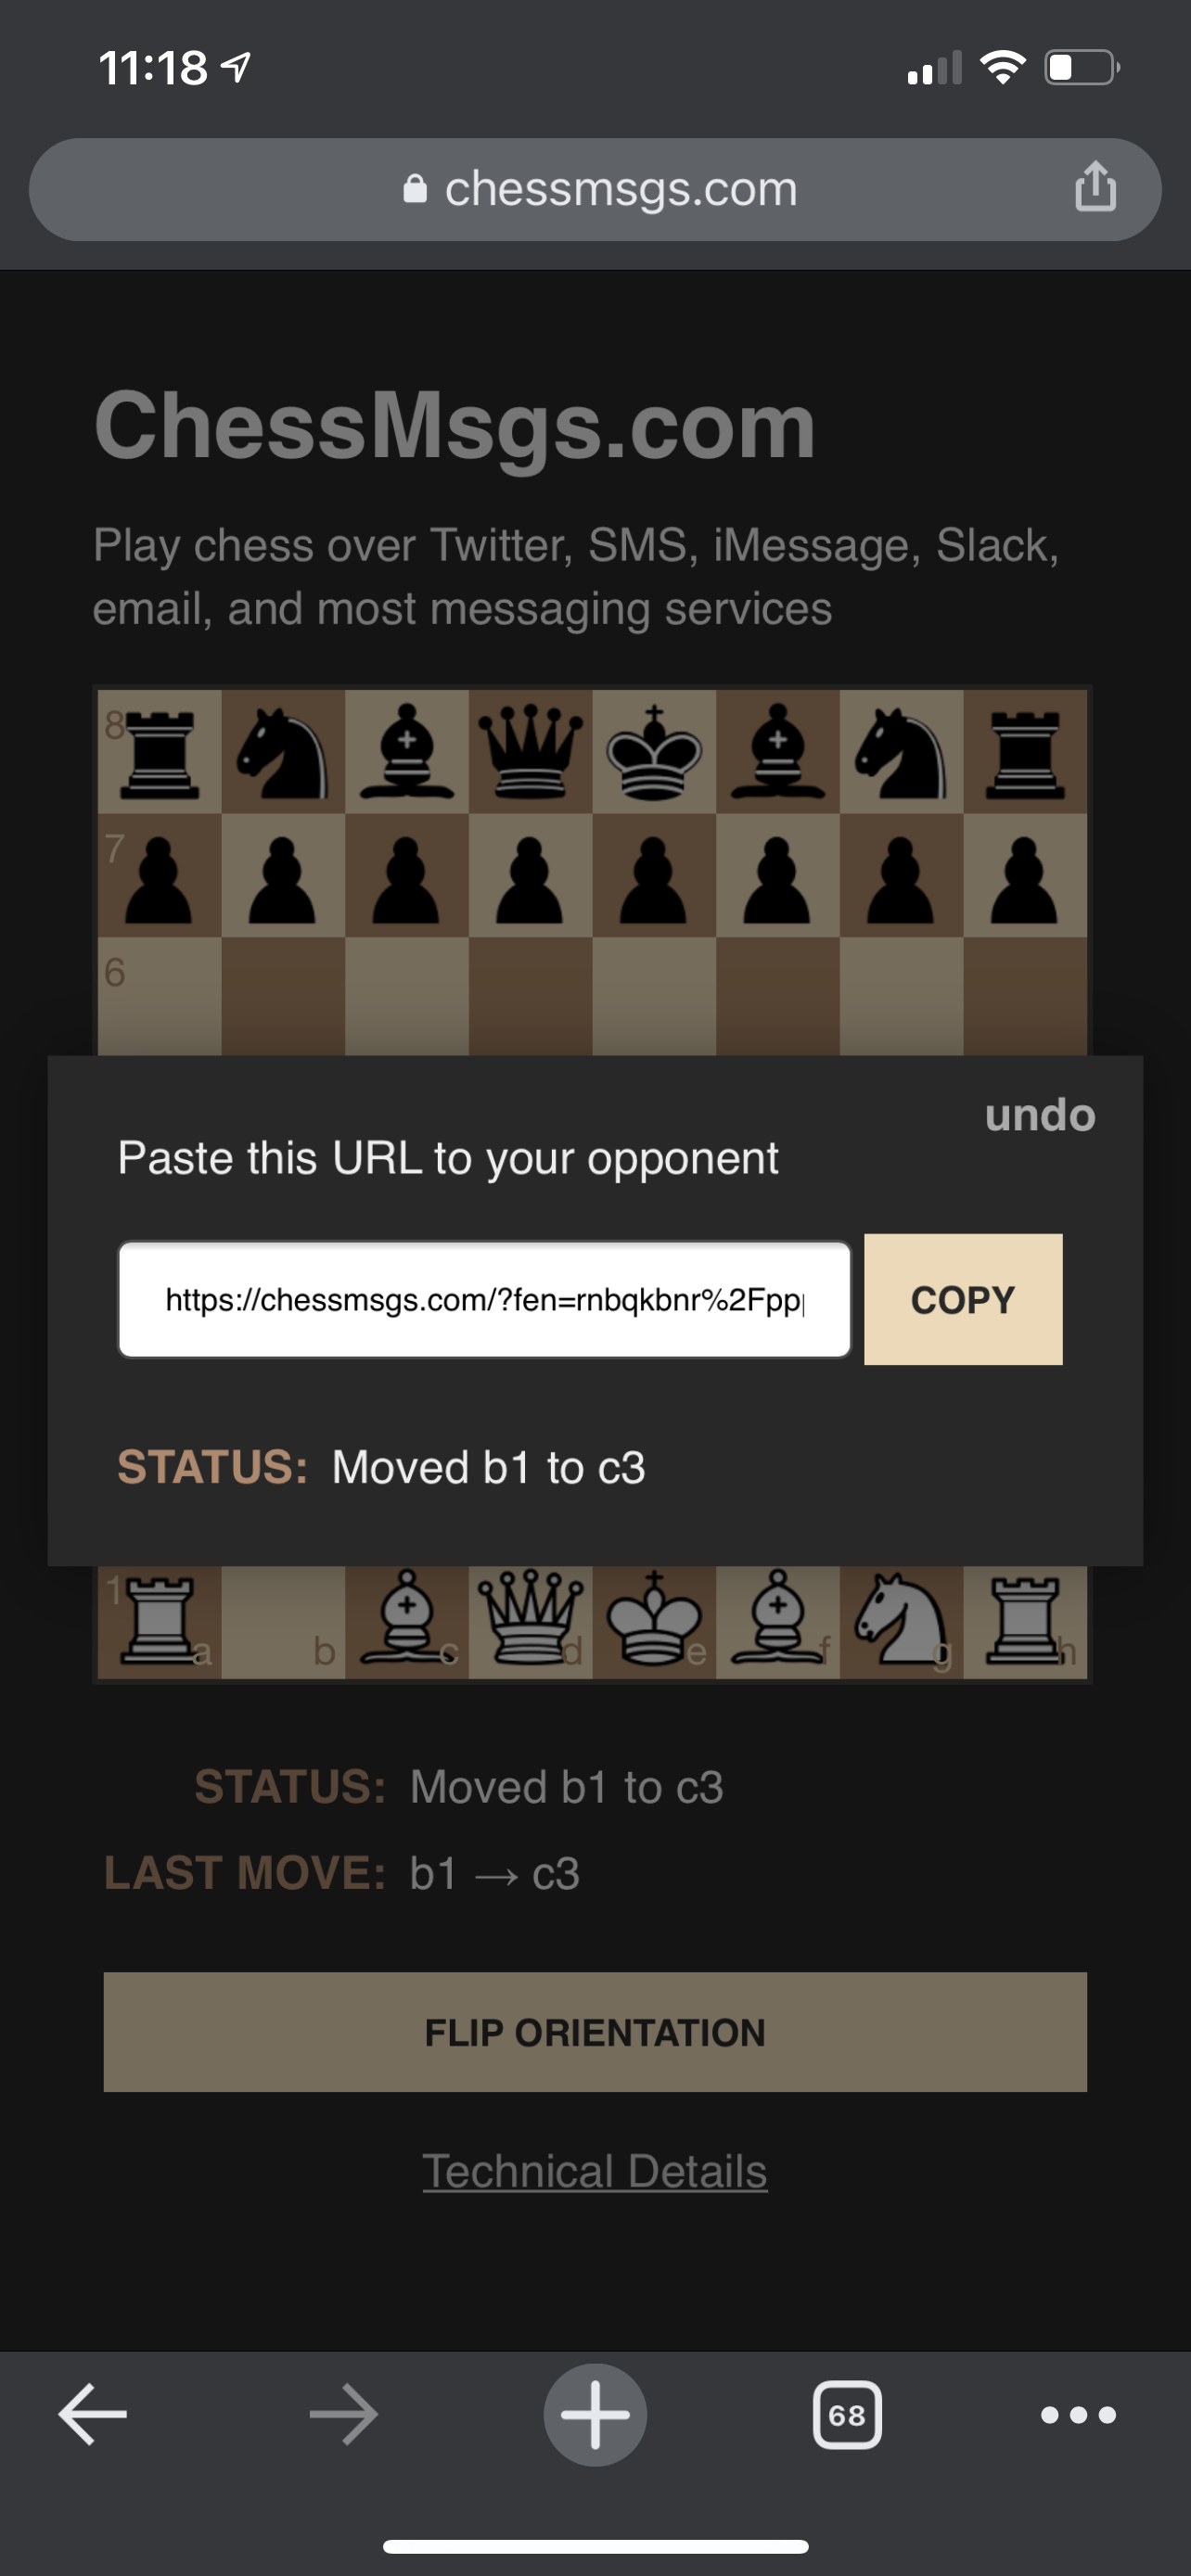 11:18
chessmsgs.com
ChessMsgs.com
Play chess over Twitter, SMS, iMessage, Slack,
email, and most messaging services
8
7
6
undo
Paste this URL to your opponent
https://chessmsgs.com/?fen=rnbqkbnr%2Fpp
COPY
STATUS: Moved b1 to c3
1
a b c d e f g h
STATUS: Moved b1 to c3
LAST MOVE: b1 → c3
FLIP ORIENTATION
Technical Details
68